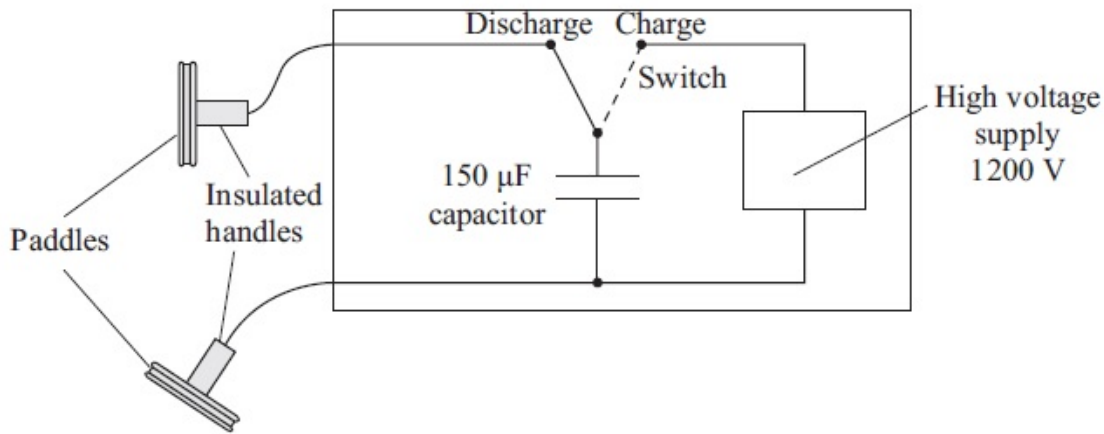 Discharge Charge
Switch
High voltage
supply
1200 V
150 μF
capacitor
Insulated
handles
Paddles